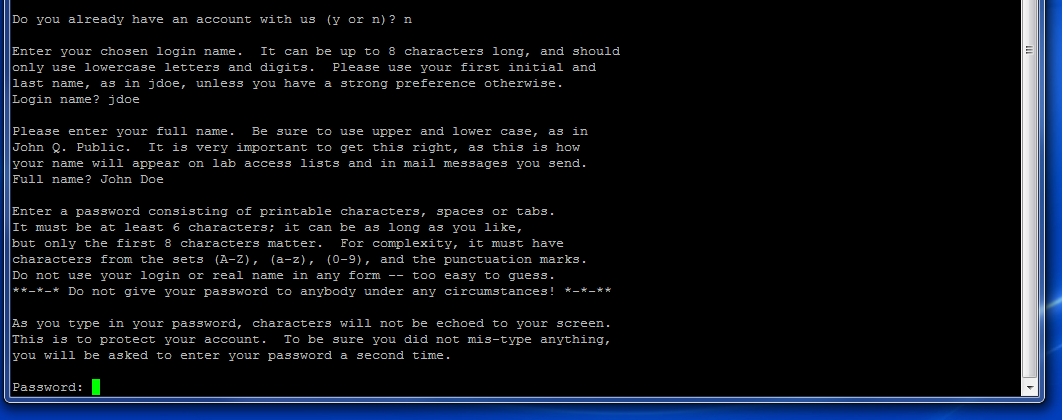 Do you already have an account with us (y or n)? n
Enter your chosen login name.  It can be up to 8 characters long, and should
only use lowercase letters and digits.  Please use your first initial and
last name, as in jdoe, unless you have a strong preference otherwise.
Login name? jdoe
Please enter your full name.  Be sure to use upper and lower case, as in
John Q. Public.  It is very important to get this right, as this is how
your name will appear on lab access lists and in mail messages you send.
Full name? John Doe
Enter a password consisting of printable characters, spaces or tabs.
It must be at least 6 characters; it can be as long as you like,
but only the first 8 characters matter.  For complexity, it must have
characters from the sets (A-Z), (a-z), (0-9), and the punctuation marks.
Do not use your login or real name in any form -- too easy to guess.
**-*-* Do not give your password to anybody under any circumstances! *-*-**
As you type in your password, characters will not be echoed to your screen.
This is to protect your account.  To be sure you did not mis-type anything,
you will be asked to enter your password a second time.
Password: